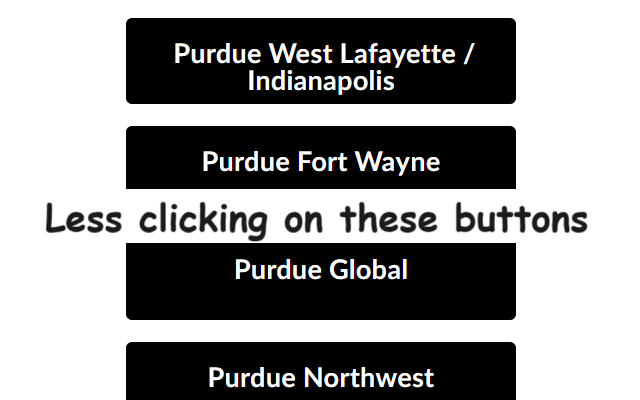 Purdue West Lafayette /
Indianapolis
Purdue Fort Wayne
Less clicking on these buttons
Purdue Global
Purdue Northwest